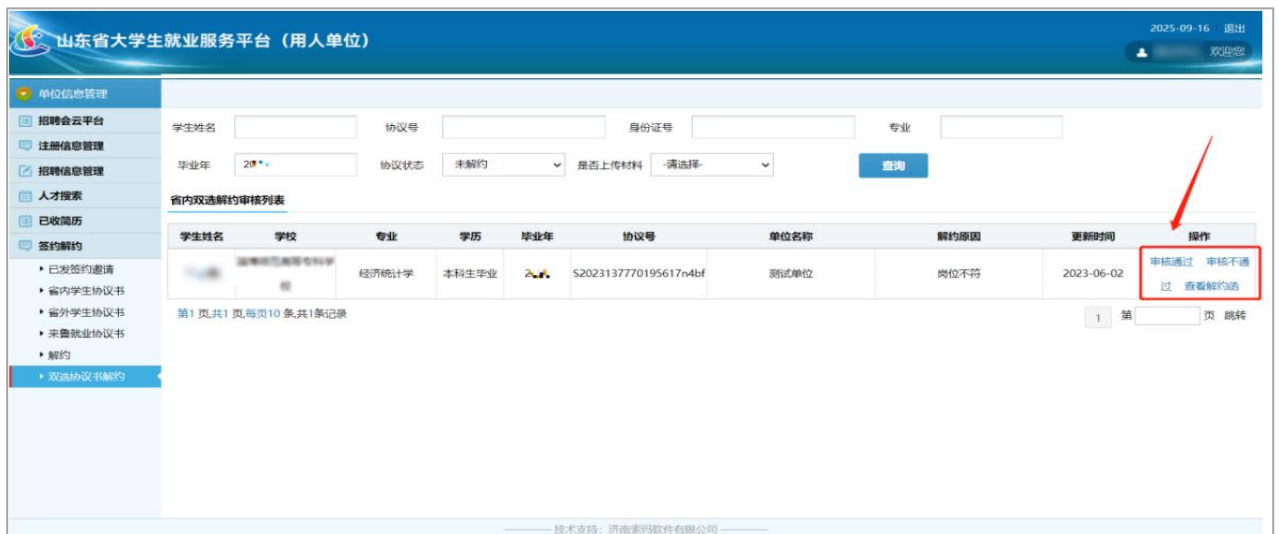 2025-09-16 退出
山东省大学生就业服务平台（用人单位）
欢迎您
单位信息管理
招聘会云平台
注册信息管理
招聘信息管理
人才搜索
已收简历
签约解约
已发签约邀请
省内学生协议书
省外学生协议书
来鲁就业协议书
解约
双选协议书解约
学生姓名 协议号 身份证号 专业
毕业年 协议状态 未解约 是否上传材料 -请选择- 查询
省内双选解约审核列表
学生姓名 学校 专业 学历 毕业年 协议号 单位名称 解约原因 更新时间 操作
经济统计学 本科生毕业 S2023137770195617n4bf 测试单位 岗位不符 2023-06-02 审核通过 审核不通
过 查看解约函
第1 页,共1 页,每页10 条,共1条记录 1 第 页 跳转
技术支持：济南索玛软件有限公司